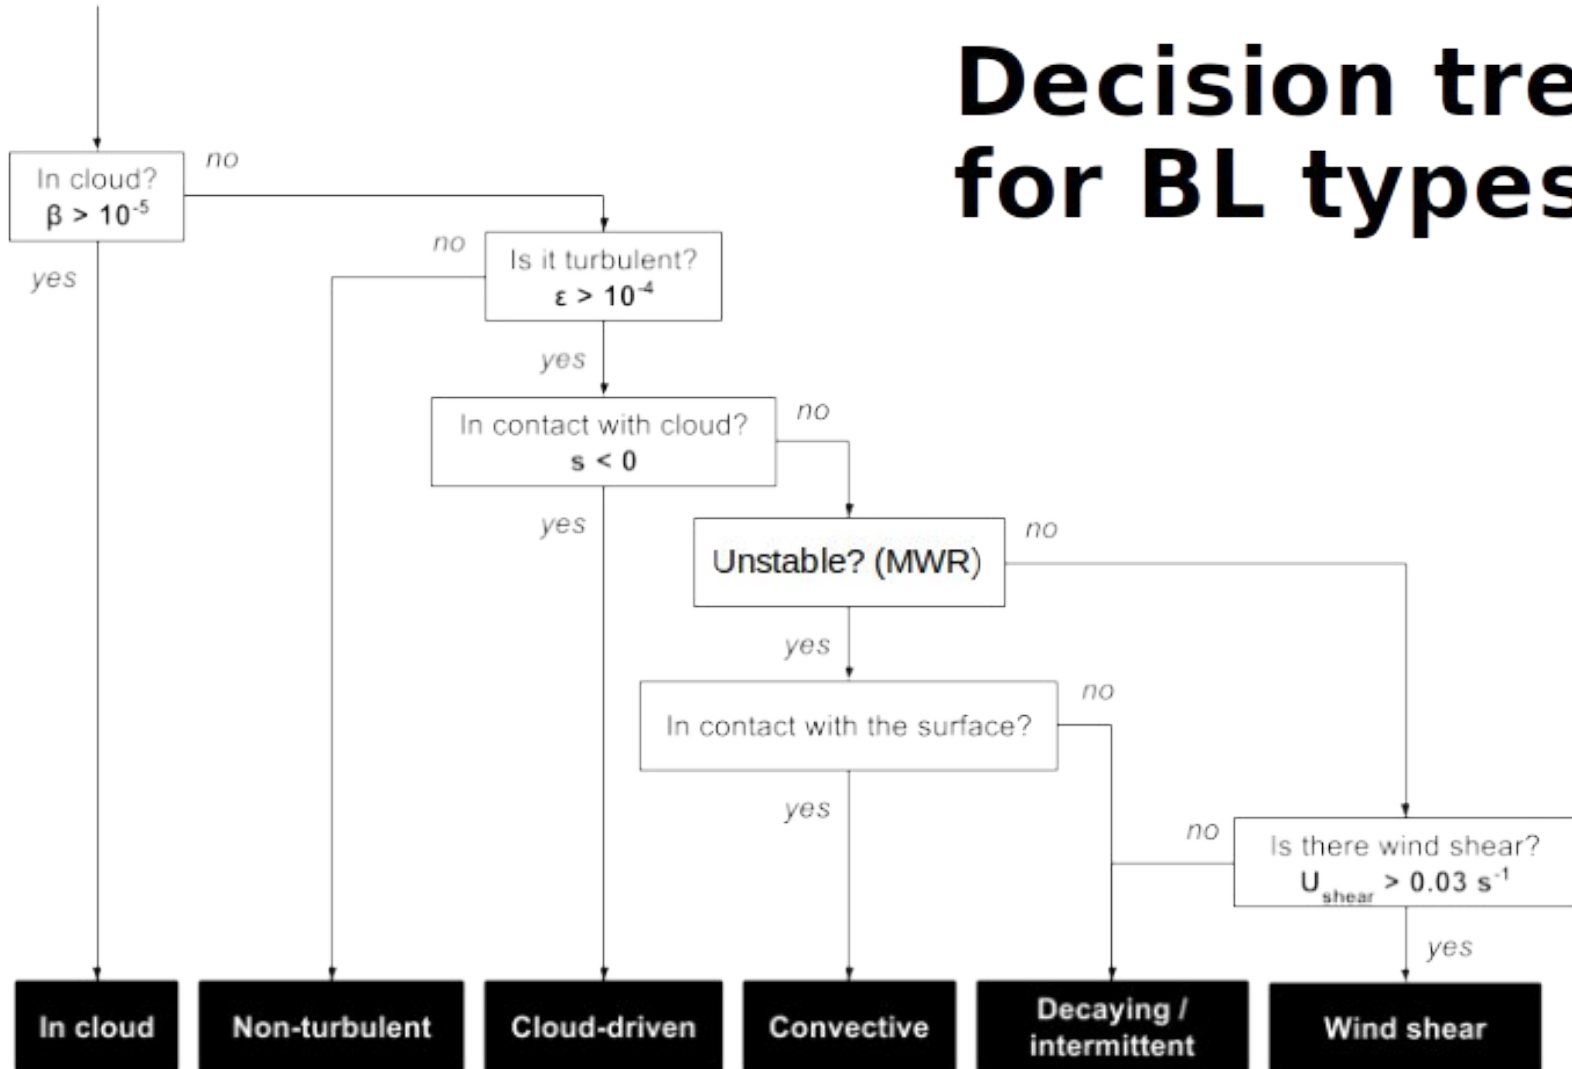 Decision tre
for BL types
In cloud?
β > 10⁻⁵
no
yes
Is it turbulent?
ε > 10⁻⁴
no
yes
In contact with cloud?
s < 0
no
yes
Unstable? (MWR)
no
yes
In contact with the surface?
no
yes
Is there wind shear?
U_shear > 0.03 s⁻¹
no
yes
In cloud
Non-turbulent
Cloud-driven
Convective
Decaying /
intermittent
Wind shear